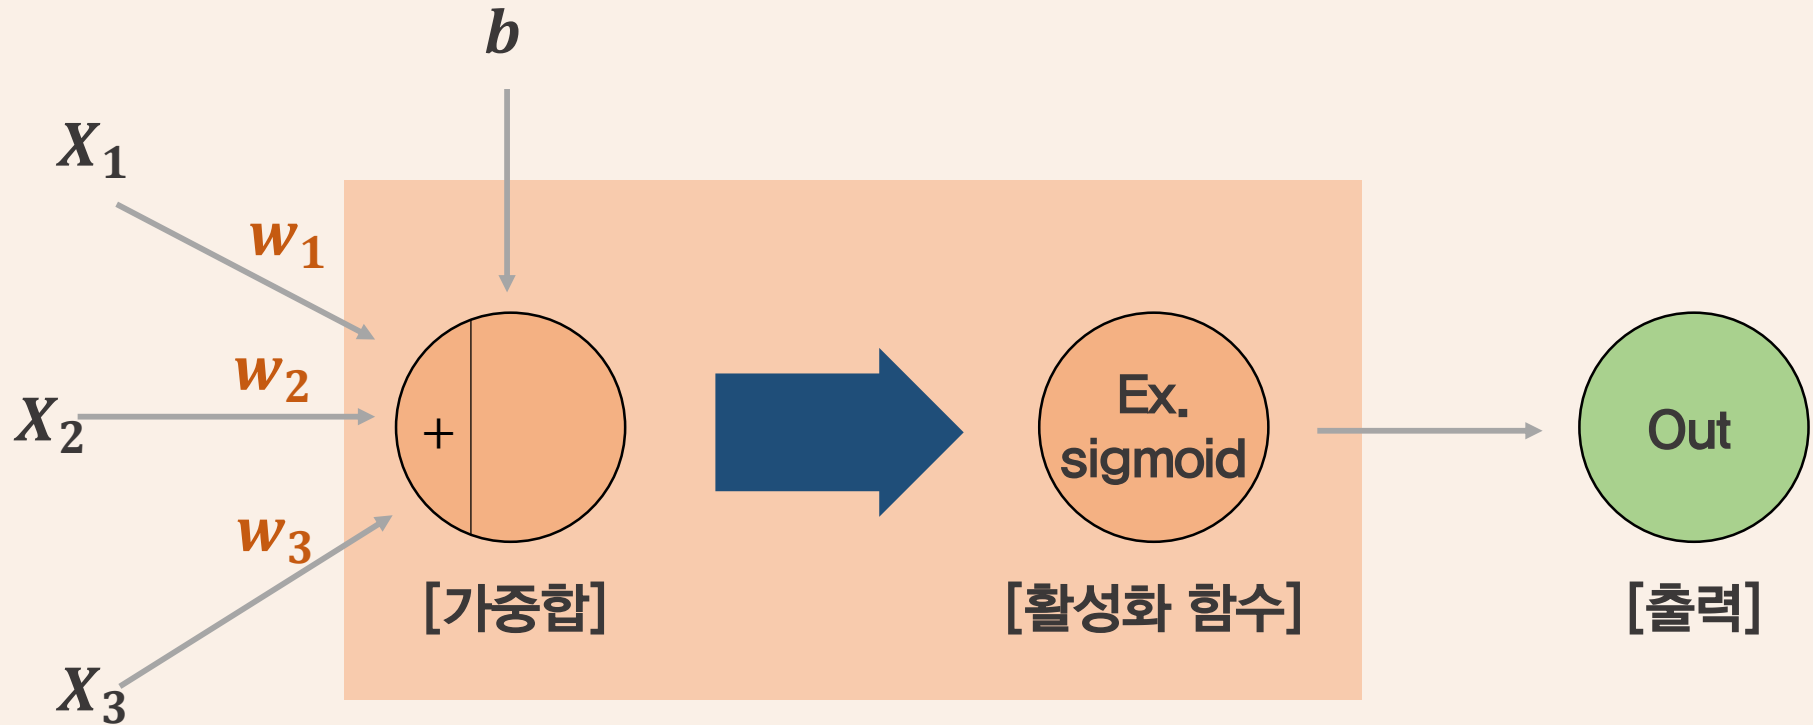 b
X₁
w₁
w₂
X₂
w₃
X₃
+
[가중합]
Ex.
sigmoid
[활성화 함수]
Out
[출력]